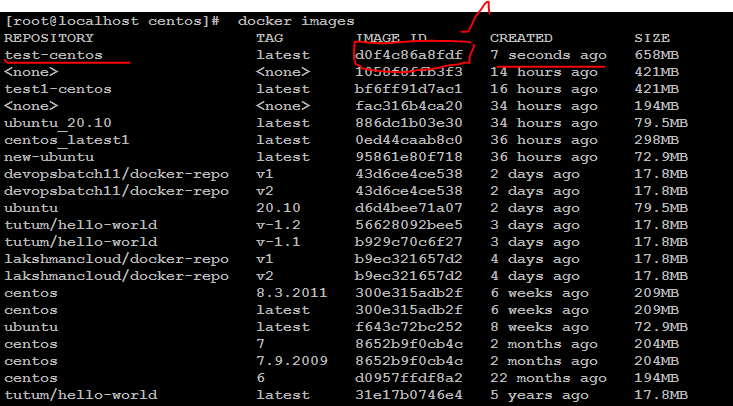 [root@localhost centos]#  docker images
REPOSITORY TAG IMAGE ID CREATED SIZE
test-centos latest d0f4c86a8fdf 7 seconds ago 658MB
<none> <none> 1058f8ffb3f3 14 hours ago 421MB
test1-centos latest bf6ff91d7ac1 16 hours ago 421MB
<none> <none> fac316b4ca20 34 hours ago 194MB
ubuntu_20.10 latest 886dc1b03e30 34 hours ago 79.5MB
centos_latest1 latest 0ed44caab8c0 36 hours ago 298MB
new-ubuntu latest 95861e80f718 36 hours ago 72.9MB
devopsbatch11/docker-repo v1 43d6ce4ce538 2 days ago 17.8MB
devopsbatch11/docker-repo v2 43d6ce4ce538 2 days ago 17.8MB
ubuntu 20.10 d6d4bee71a07 2 days ago 79.5MB
tutum/hello-world v-1.2 56628092bee5 3 days ago 17.8MB
tutum/hello-world v-1.1 b929c70c6f27 3 days ago 17.8MB
lakshmancloud/docker-repo v1 b9ec321657d2 4 days ago 17.8MB
lakshmancloud/docker-repo v2 b9ec321657d2 4 days ago 17.8MB
centos 8.3.2011 300e315adb2f 6 weeks ago 209MB
centos latest 300e315adb2f 6 weeks ago 209MB
ubuntu latest f643c72bc252 8 weeks ago 72.9MB
centos 7 8652b9f0cb4c 2 months ago 204MB
centos 7.9.2009 8652b9f0cb4c 2 months ago 204MB
centos 6 d0957ffdf8a2 22 months ago 194MB
tutum/hello-world latest 31e17b0746e4 5 years ago 17.8MB